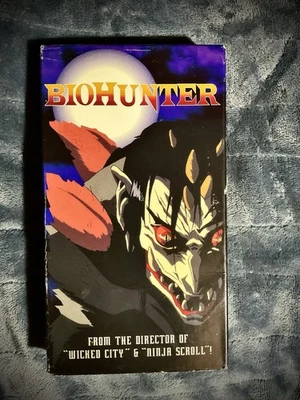 BIOHUNTER
FROM THE DIRECTOR OF
"WICKED CITY" & "NINJA SCROLL"!